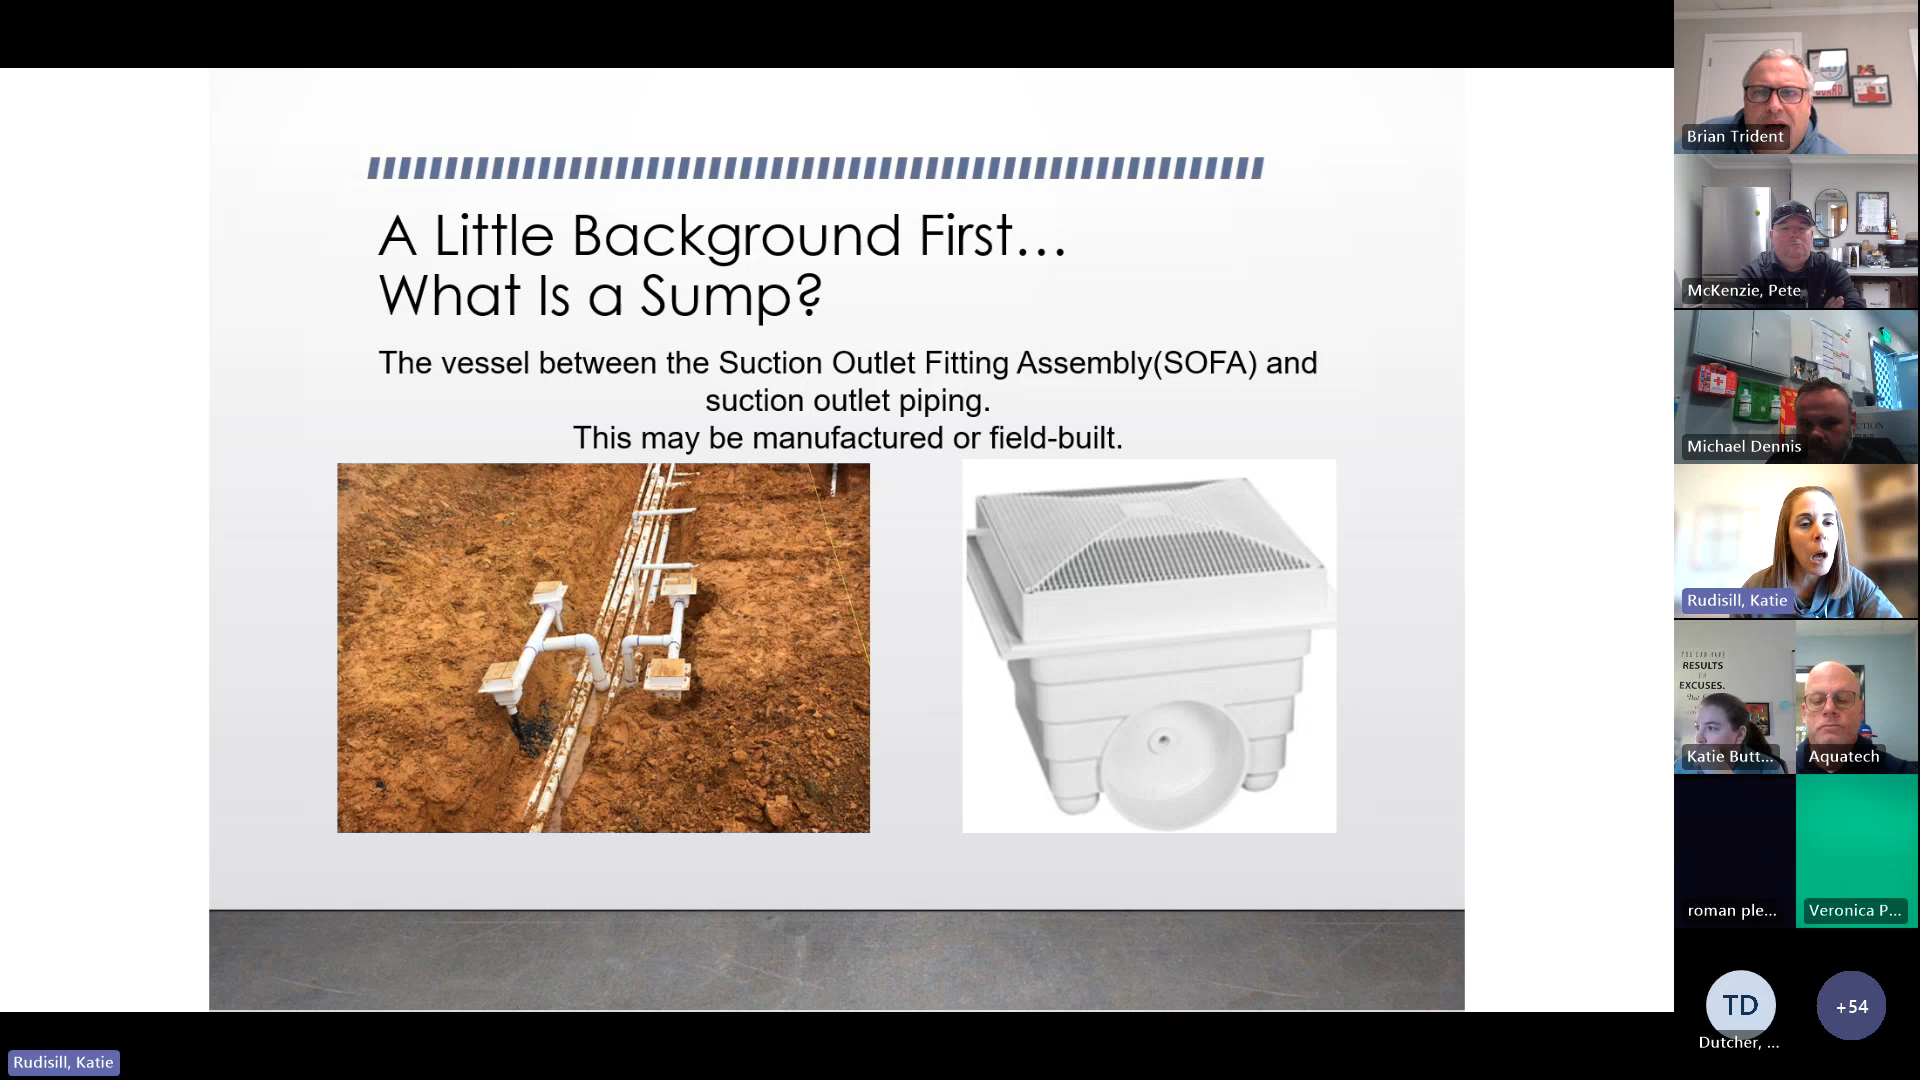 A Little Background First...
What Is a Sump?
The vessel between the Suction Outlet Fitting Assembly(SOFA) and
suction outlet piping.
This may be manufactured or field-built.
Rudisill, Katie
Brian Trident
McKenzie, Pete
Michael Dennis
Rudisill, Katie
RESULTS
EXCUSES.
Katie Butt...
Aquatech
roman ple...
Veronica P...
TD
Dutcher, ...
+54